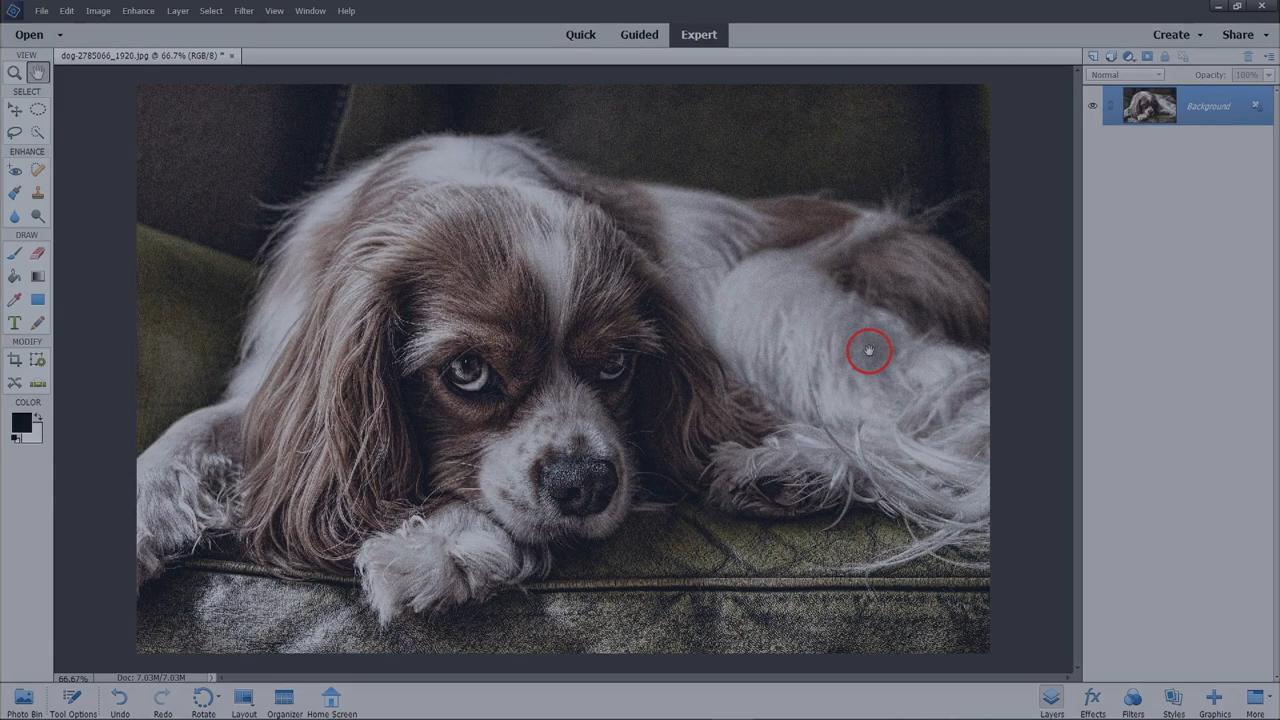 File Edit Image Enhance Layer Select Filter View Window Help
Open Quick Guided Expert Create Share
VIEW dog-2785066_1920.jpg @ 66.7% (RGB/8) * ×
Normal Opacity: 100%
SELECT
Background
ENHANCE
DRAW
T
MODIFY
COLOR
66.67% Doc: 7.03M/7.03M
Photo Bin Tool Options Undo Redo Rotate Layout Organizer Home Screen Layers Effects Filters Styles Graphics More